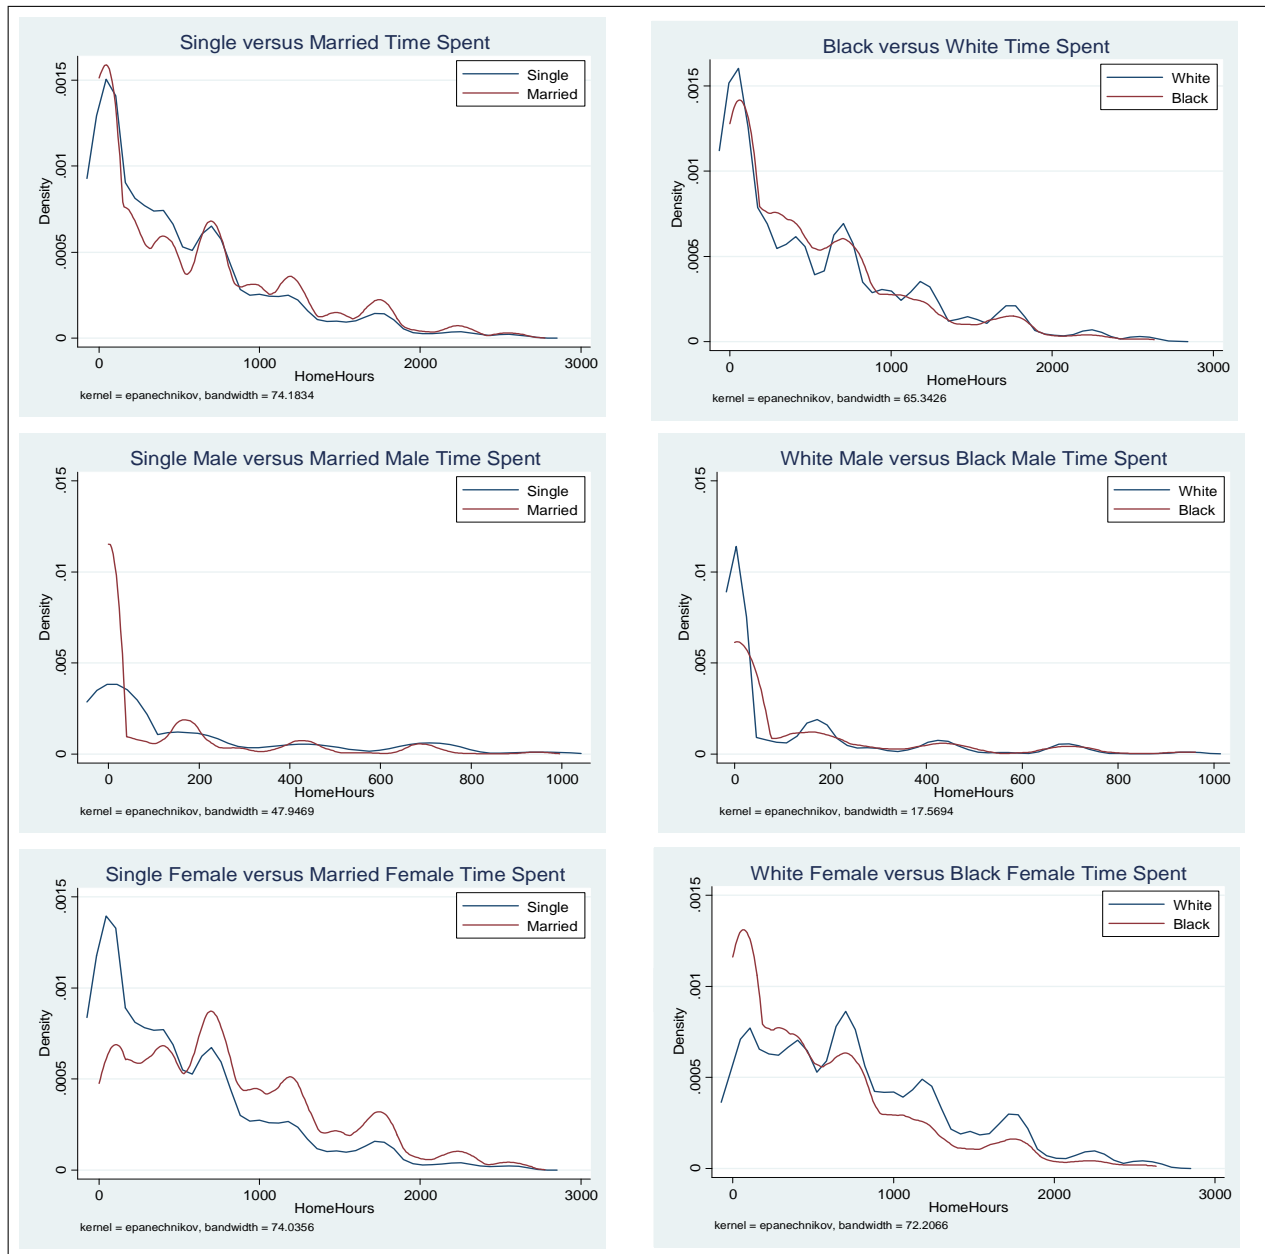 Single versus Married Time Spent
Single
Married
.0015
.001
.0005
0
Density
0 1000 2000 3000
HomeHours
kernel = epanechnikov, bandwidth = 74.1834
Black versus White Time Spent
White
Black
.0015
.001
.0005
0
Density
0 1000 2000 3000
HomeHours
kernel = epanechnikov, bandwidth = 65.3426
Single Male versus Married Male Time Spent
Single
Married
.015
.01
.005
0
Density
0 200 400 600 800 1000
HomeHours
kernel = epanechnikov, bandwidth = 47.9469
White Male versus Black Male Time Spent
White
Black
.015
.01
.005
0
Density
0 200 400 600 800 1000
HomeHours
kernel = epanechnikov, bandwidth = 17.5694
Single Female versus Married Female Time Spent
Single
Married
.0015
.001
.0005
0
Density
0 1000 2000 3000
HomeHours
kernel = epanechnikov, bandwidth = 74.0356
White Female versus Black Female Time Spent
White
Black
.0015
.001
.0005
0
Density
0 1000 2000 3000
HomeHours
kernel = epanechnikov, bandwidth = 72.2066